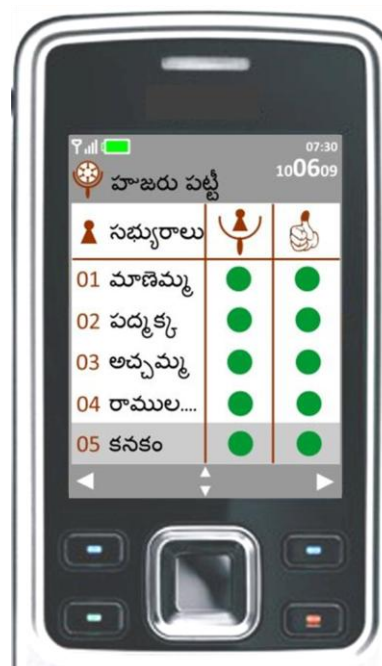 07:30
హాజరు పట్టీ 100609
సభ్యురాలు
01 మాణెమ్మ
02 పద్మక్క
03 అచ్చమ్మ
04 రాముల....
05 కనకం